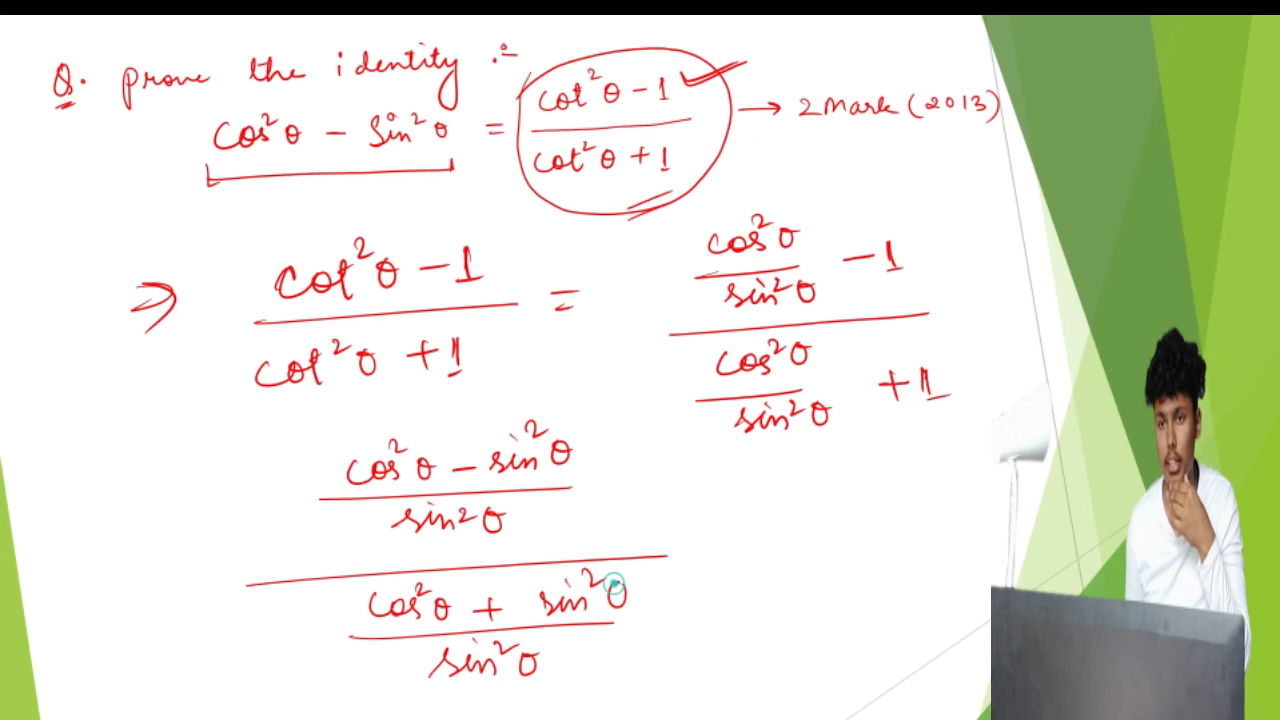 Q. prove the identity :-
cos²θ - sin²θ = (cot²θ - 1)/(cot²θ + 1) → 2 Mark (2013)
⇒ (cot²θ - 1)/(cot²θ + 1) = (cos²θ/sin²θ - 1)/(cos²θ/sin²θ + 1)
((cos²θ - sin²θ)/sin²θ)/((cos²θ + sin²θ)/sin²θ)